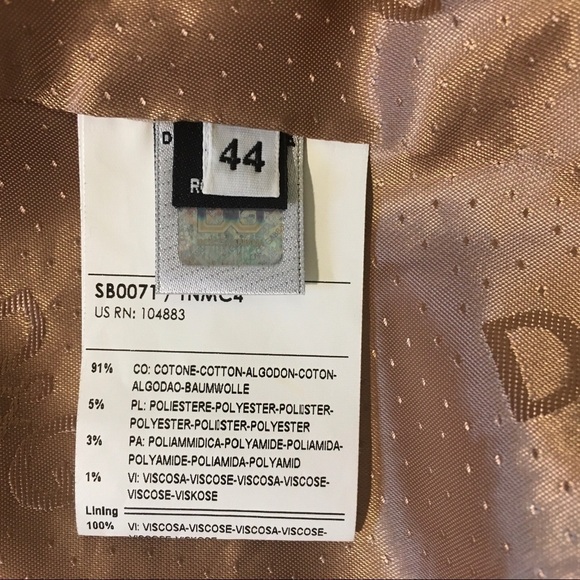 D
44
R
DG
SB0071 / 1NMC4
US RN: 104883
91% CO: COTONE-COTTON-ALGODON-COTON-
ALGODAO-BAUMWOLLE
5% PL: POLIESTERE-POLYESTER-POLIESTER-
POLYESTER-POLIESTER-POLYESTER
3% PA: POLIAMMIDICA-POLYAMIDE-POLIAMIDA-
POLYAMIDE-POLIAMIDA-POLYAMID
1% VI: VISCOSA-VISCOSE-VISCOSA-VISCOSE-
VISCOSE-VISKOSE
Lining
100% VI: VISCOSA-VISCOSE-VISCOSA-VISCOSE-
D